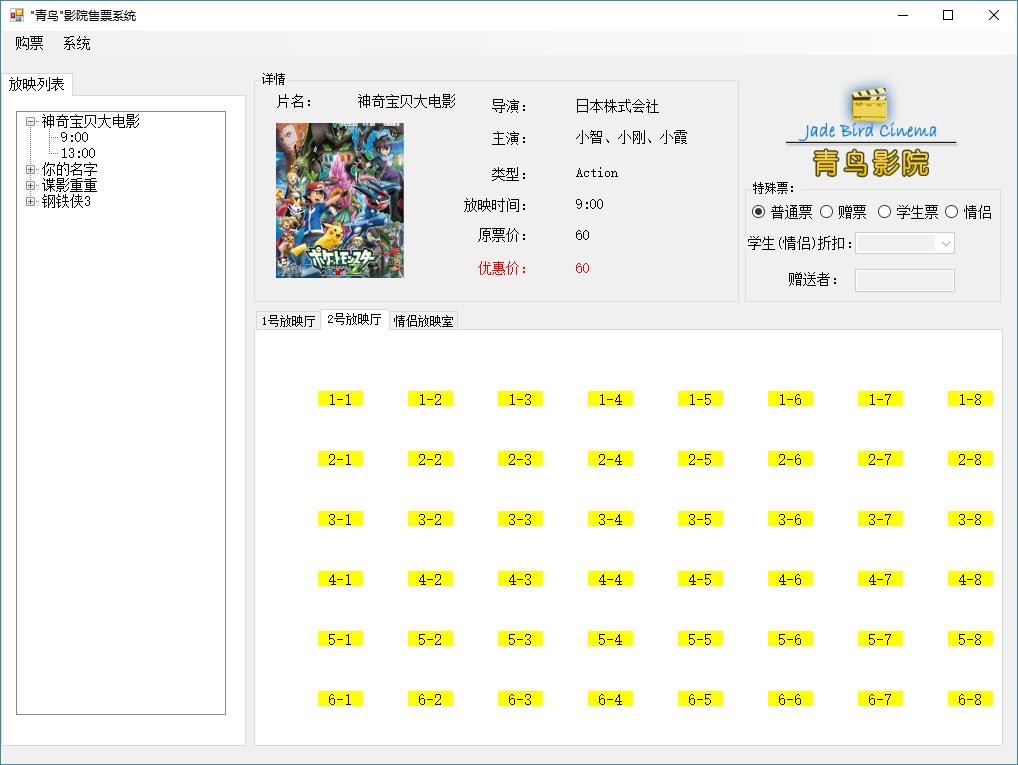 "青鸟"影院售票系统
购票 系统
放映列表
神奇宝贝大电影
9:00
13:00
你的名字
谍影重重
钢铁侠3
详情
片名： 神奇宝贝大电影
导演： 日本株式会社
主演： 小智、小刚、小霞
类型： Action
放映时间： 9:00
原票价： 60
优惠价： 60
ポケットモンスター
Jade Bird Cinema
青鸟影院
特殊票：
普通票 赠票 学生票 情侣
学生(情侣)折扣：
赠送者：
1号放映厅 2号放映厅 情侣放映室
1-1 1-2 1-3 1-4 1-5 1-6 1-7 1-8
2-1 2-2 2-3 2-4 2-5 2-6 2-7 2-8
3-1 3-2 3-3 3-4 3-5 3-6 3-7 3-8
4-1 4-2 4-3 4-4 4-5 4-6 4-7 4-8
5-1 5-2 5-3 5-4 5-5 5-6 5-7 5-8
6-1 6-2 6-3 6-4 6-5 6-6 6-7 6-8